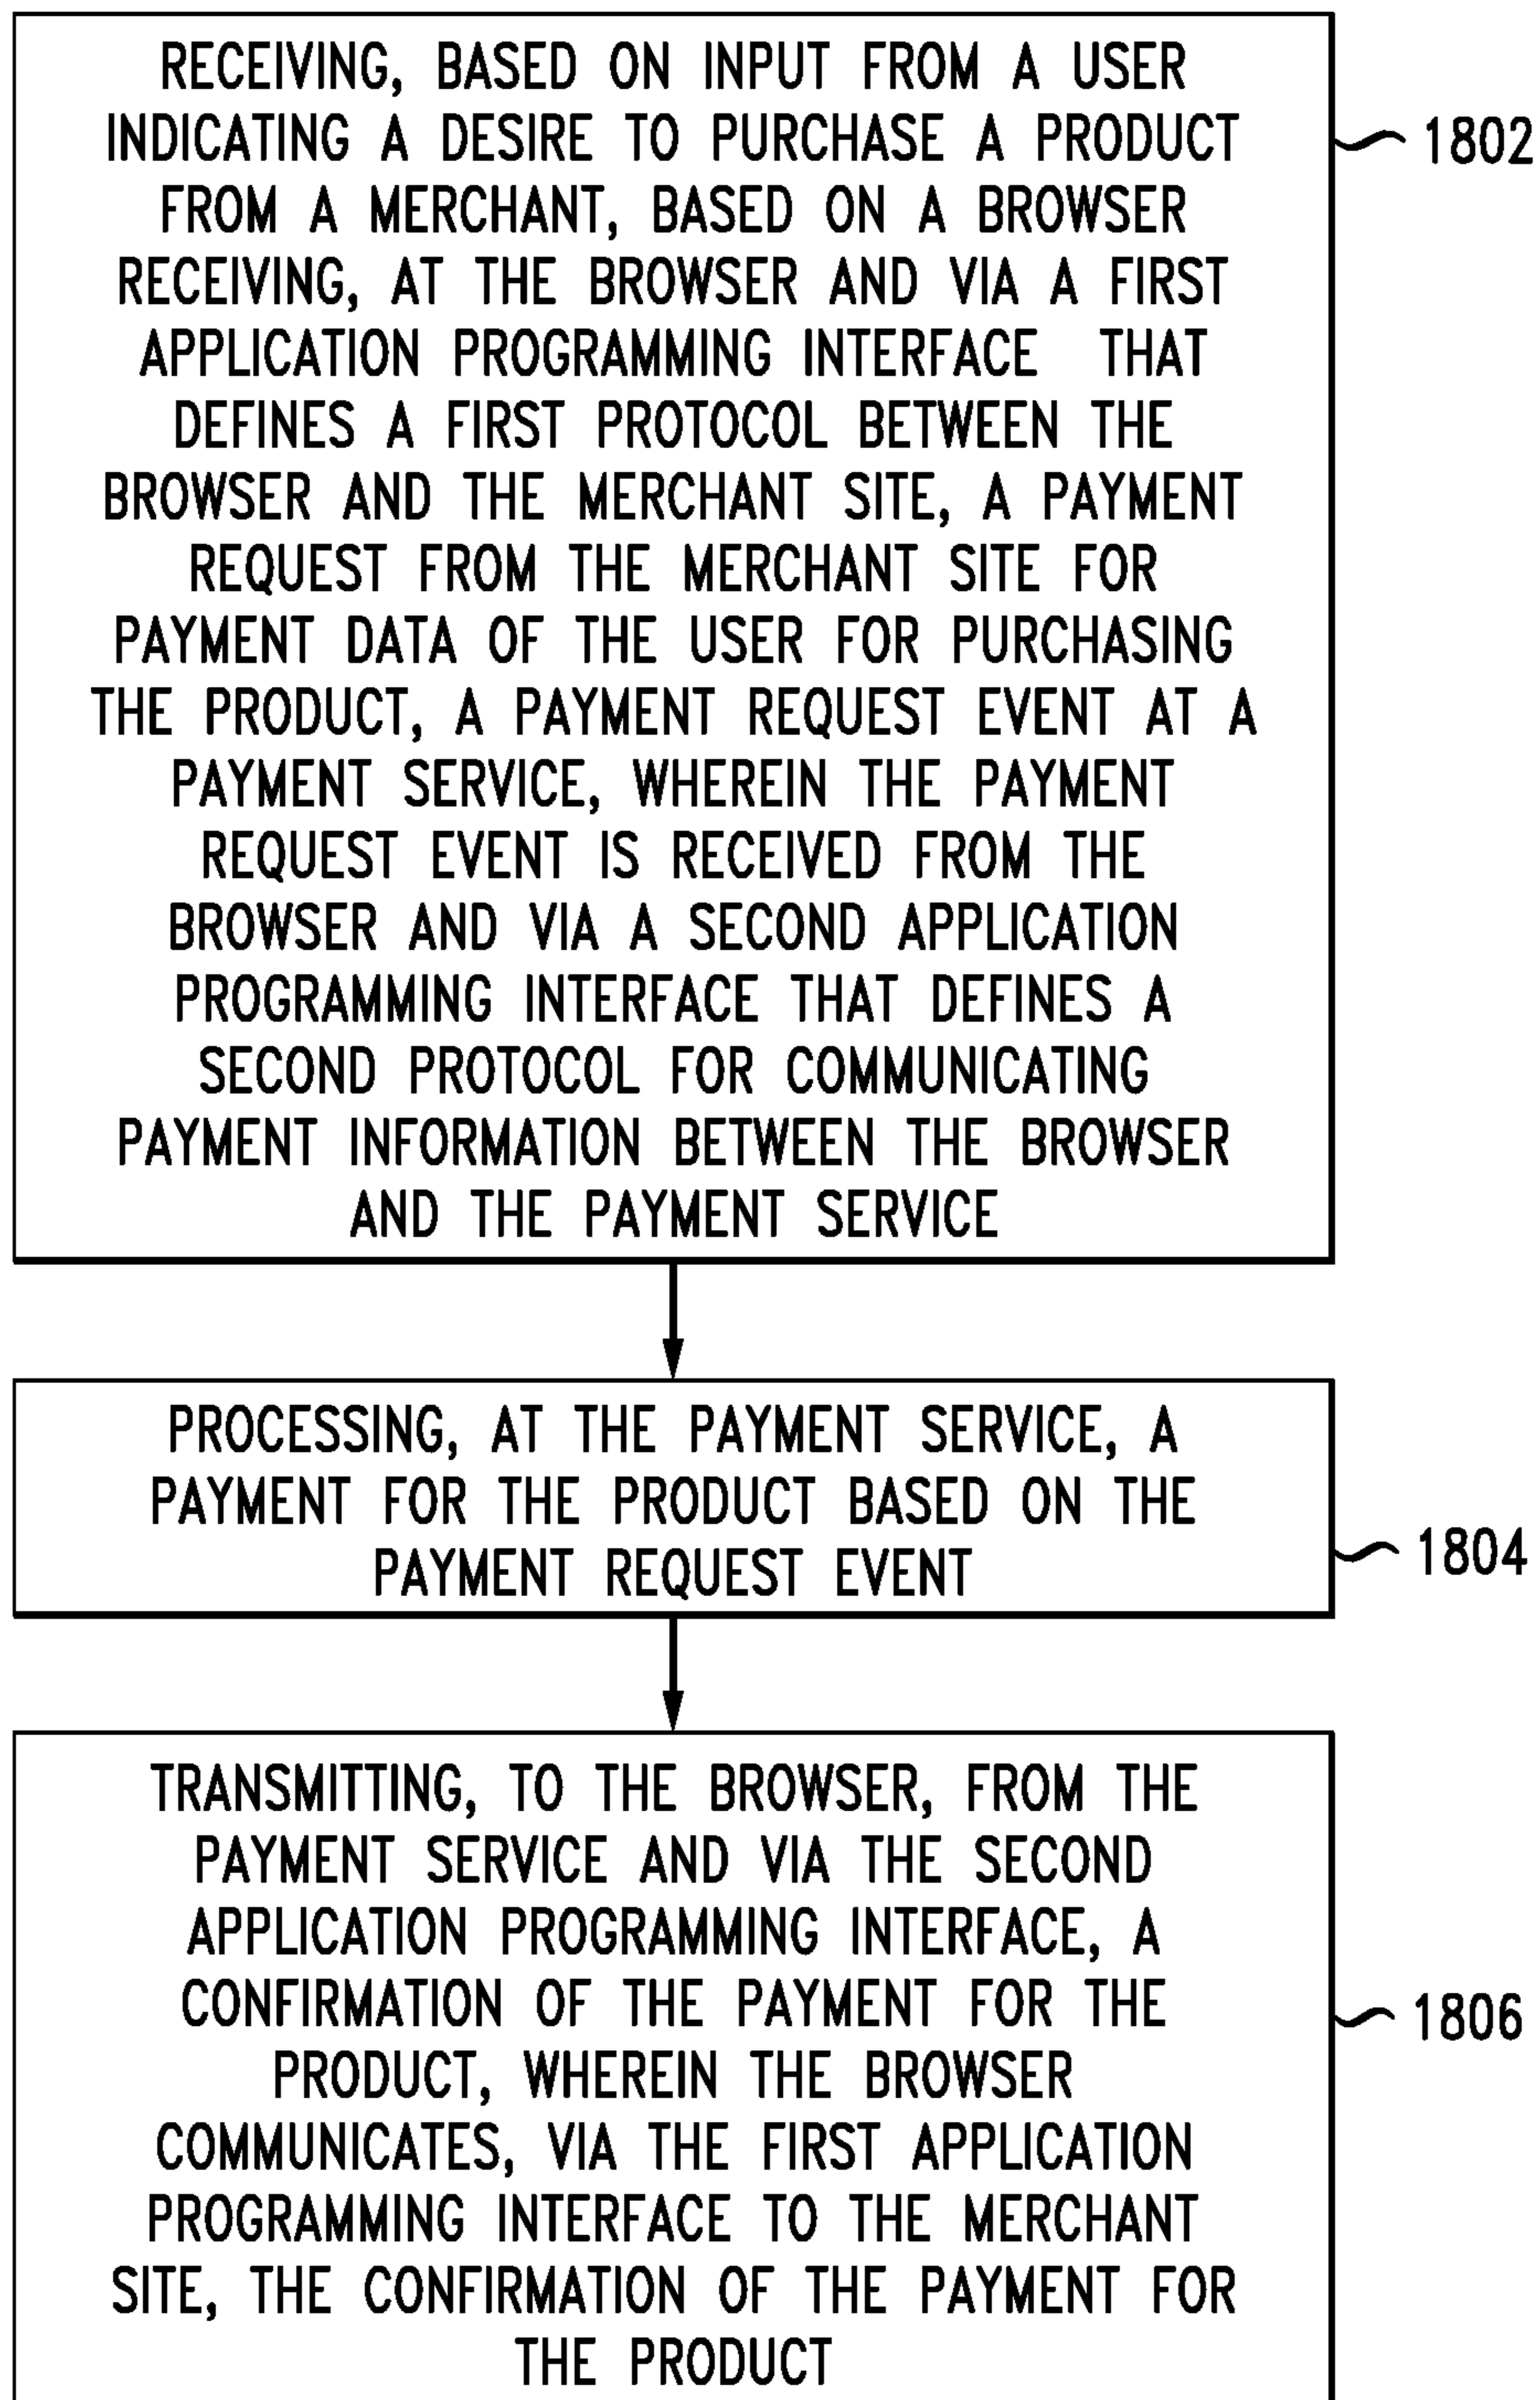 RECEIVING, BASED ON INPUT FROM A USER
INDICATING A DESIRE TO PURCHASE A PRODUCT
FROM A MERCHANT, BASED ON A BROWSER
RECEIVING, AT THE BROWSER AND VIA A FIRST
APPLICATION PROGRAMMING INTERFACE THAT
DEFINES A FIRST PROTOCOL BETWEEN THE
BROWSER AND THE MERCHANT SITE, A PAYMENT
REQUEST FROM THE MERCHANT SITE FOR
PAYMENT DATA OF THE USER FOR PURCHASING
THE PRODUCT, A PAYMENT REQUEST EVENT AT A
PAYMENT SERVICE, WHEREIN THE PAYMENT
REQUEST EVENT IS RECEIVED FROM THE
BROWSER AND VIA A SECOND APPLICATION
PROGRAMMING INTERFACE THAT DEFINES A
SECOND PROTOCOL FOR COMMUNICATING
PAYMENT INFORMATION BETWEEN THE BROWSER
AND THE PAYMENT SERVICE
1802
PROCESSING, AT THE PAYMENT SERVICE, A
PAYMENT FOR THE PRODUCT BASED ON THE
PAYMENT REQUEST EVENT
1804
TRANSMITTING, TO THE BROWSER, FROM THE
PAYMENT SERVICE AND VIA THE SECOND
APPLICATION PROGRAMMING INTERFACE, A
CONFIRMATION OF THE PAYMENT FOR THE
PRODUCT, WHEREIN THE BROWSER
COMMUNICATES, VIA THE FIRST APPLICATION
PROGRAMMING INTERFACE TO THE MERCHANT
SITE, THE CONFIRMATION OF THE PAYMENT FOR
THE PRODUCT
1806